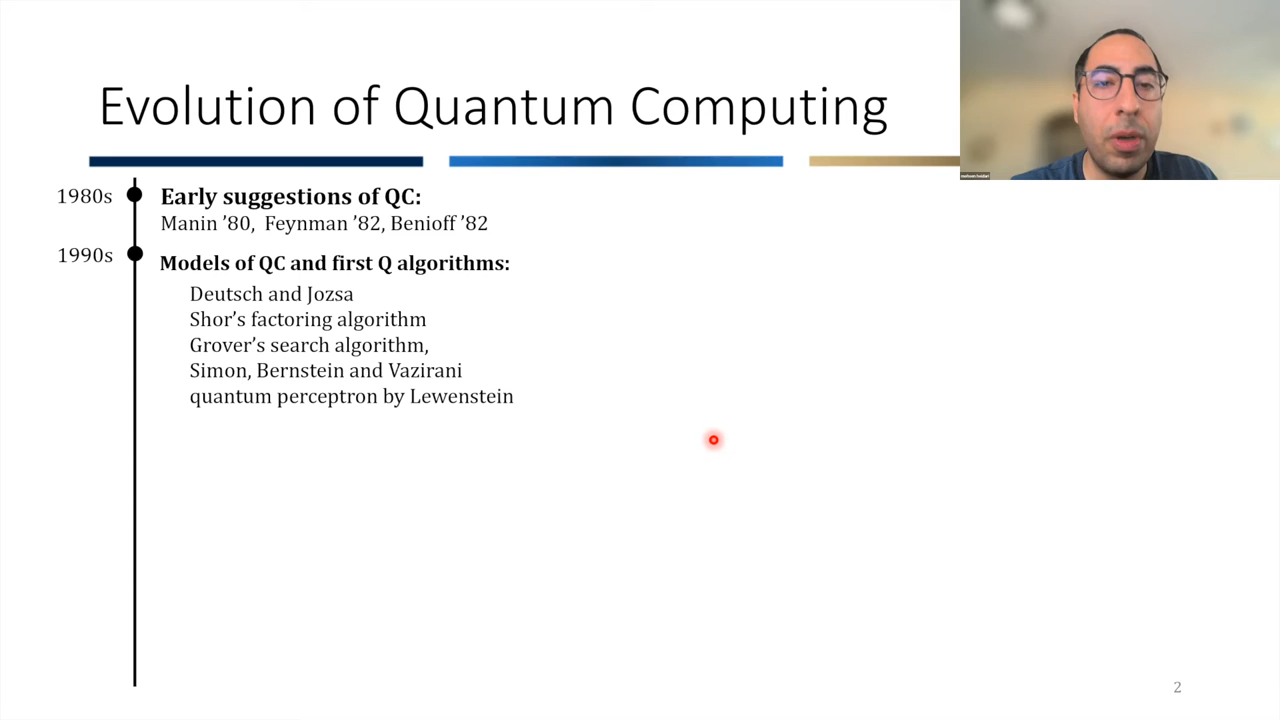 Evolution of Quantum Computing
1980s
Early suggestions of QC:
Manin ’80, Feynman ’82, Benioff ’82
1990s
Models of QC and first Q algorithms:
Deutsch and Jozsa
Shor’s factoring algorithm
Grover’s search algorithm,
Simon, Bernstein and Vazirani
quantum perceptron by Lewenstein
2